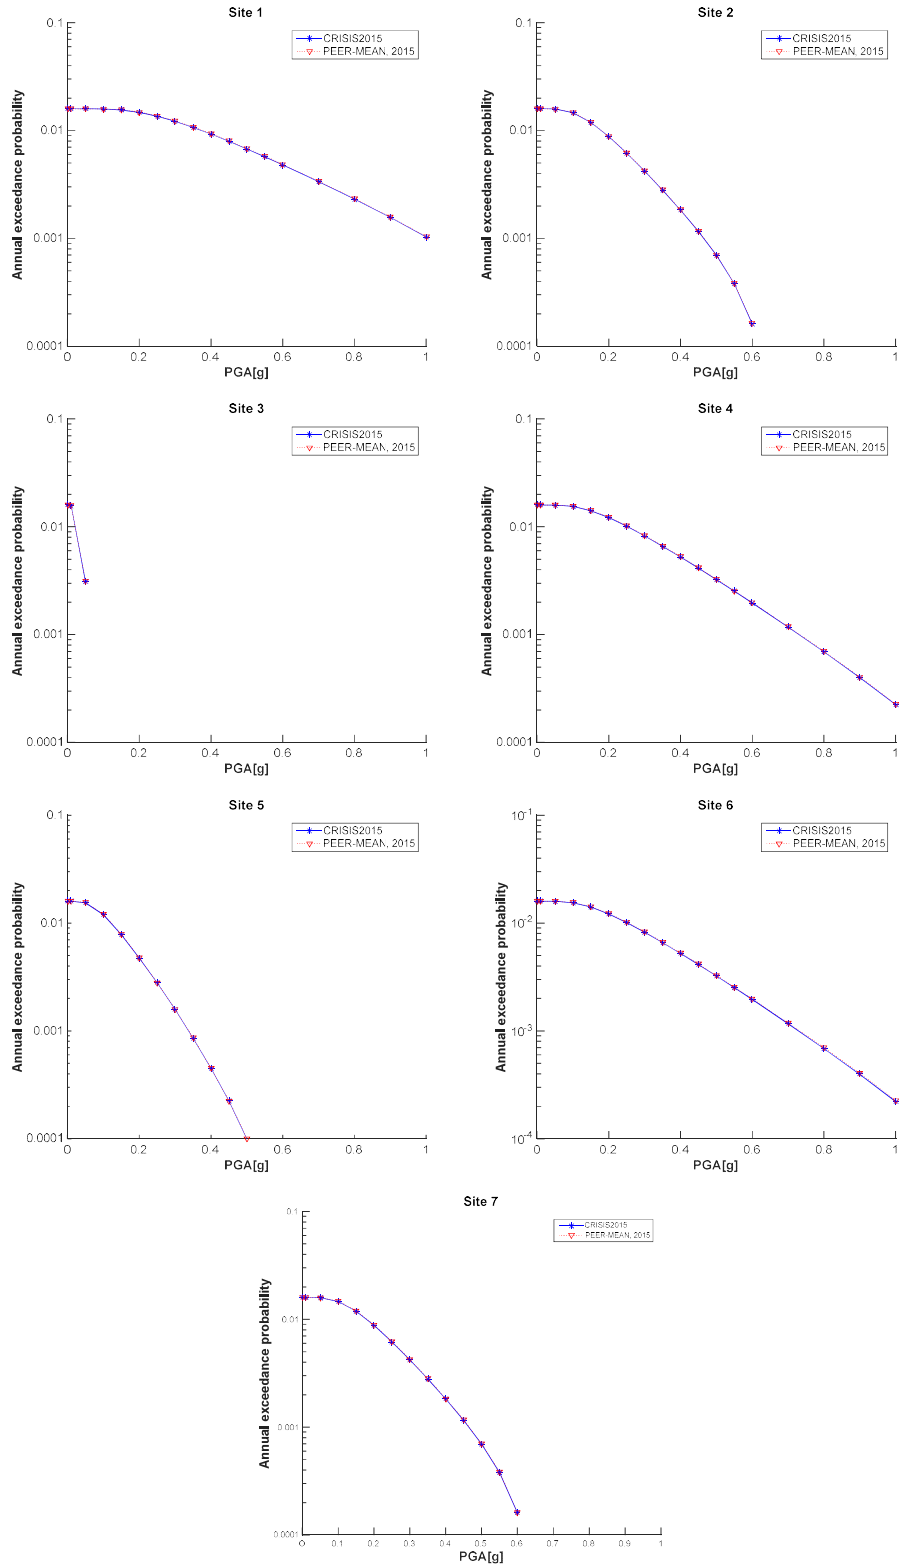 Site 1
0.1
0.01
0.001
0.0001
Annual exceedance probability
CRISIS2015
PEER-MEAN, 2015
0 0.2 0.4 0.6 0.8 1
PGA[g]
Site 2
0.1
0.01
0.001
0.0001
Annual exceedance probability
CRISIS2015
PEER-MEAN, 2015
0 0.2 0.4 0.6 0.8 1
PGA[g]
Site 3
0.1
0.01
0.001
0.0001
Annual exceedance probability
CRISIS2015
PEER-MEAN, 2015
0 0.2 0.4 0.6 0.8 1
PGA[g]
Site 4
0.1
0.01
0.001
0.0001
Annual exceedance probability
CRISIS2015
PEER-MEAN, 2015
0 0.2 0.4 0.6 0.8 1
PGA[g]
Site 5
0.1
0.01
0.001
0.0001
Annual exceedance probability
CRISIS2015
PEER-MEAN, 2015
0 0.2 0.4 0.6 0.8 1
PGA[g]
Site 6
10⁻¹
10⁻²
10⁻³
10⁻⁴
Annual exceedance probability
CRISIS2015
PEER-MEAN, 2015
0 0.2 0.4 0.6 0.8 1
PGA[g]
Site 7
0.1
0.01
0.001
0.0001
Annual exceedance probability
CRISIS2015
PEER-MEAN, 2015
0 0.1 0.2 0.3 0.4 0.5 0.6 0.7 0.8 0.9 1
PGA[g]